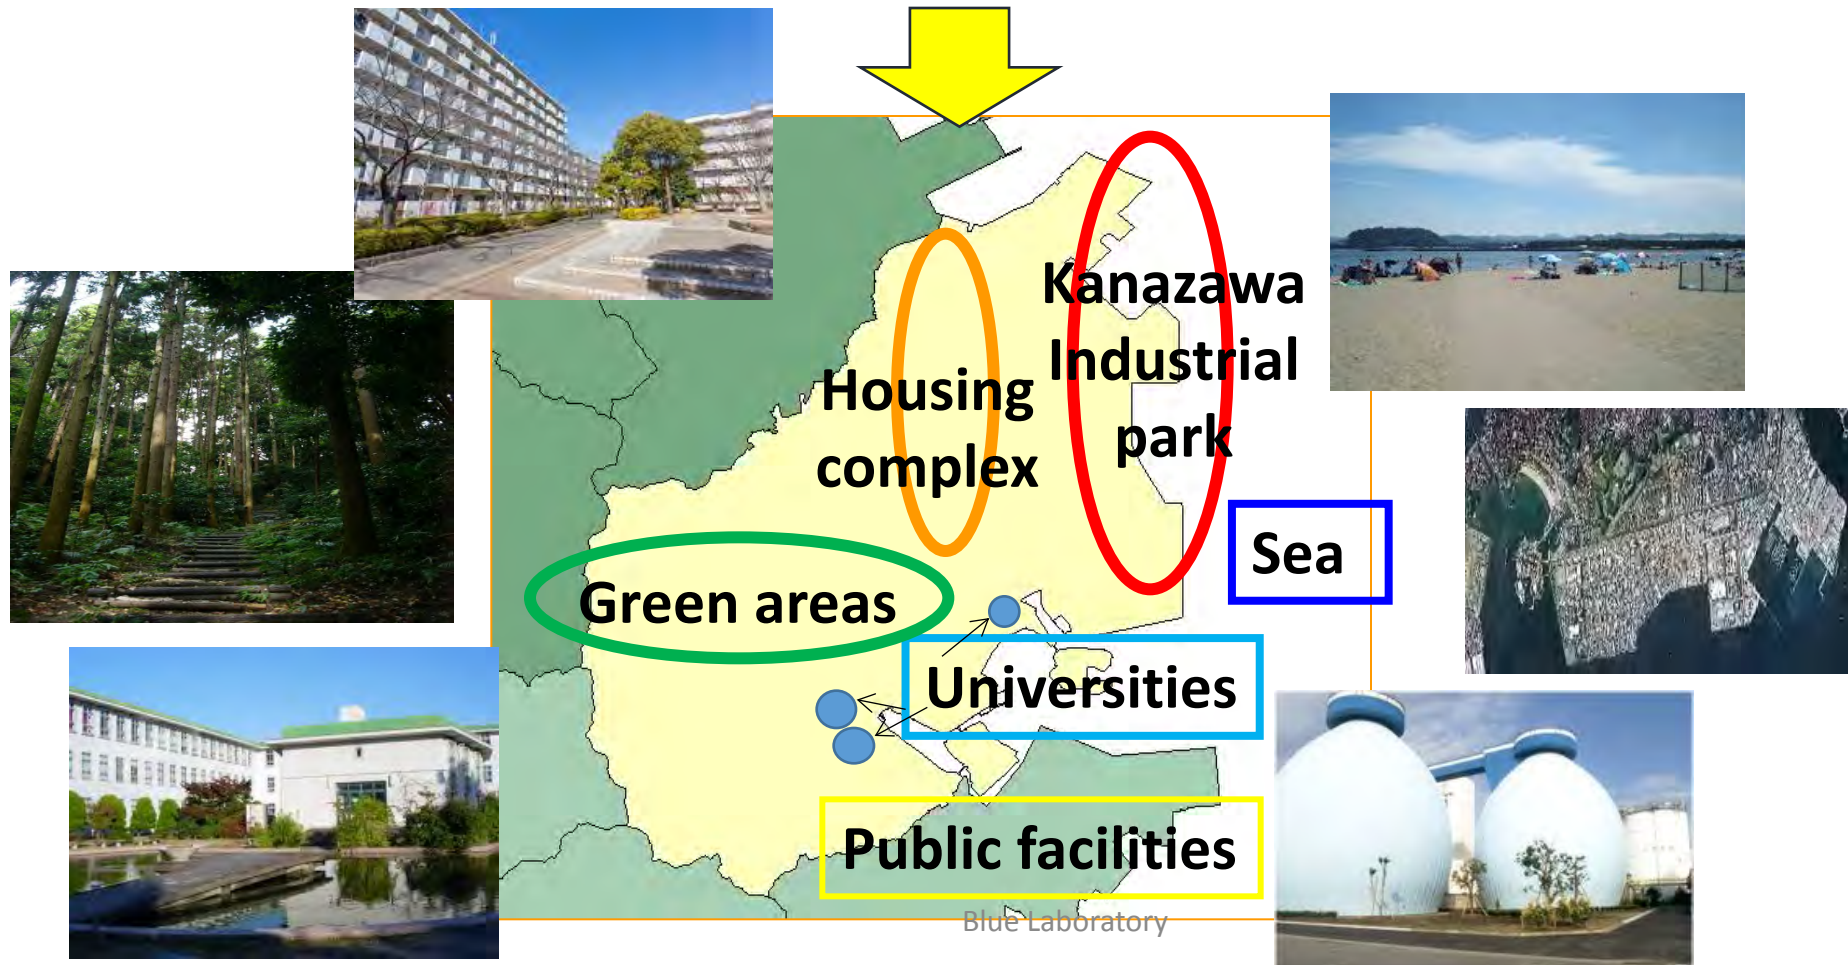 Kanazawa
Industrial
park
Housing
complex
Sea
Green areas
Universities
Public facilities
Blue Laboratory